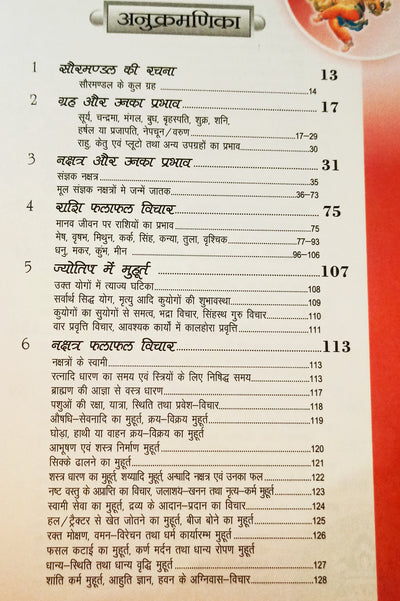 अनुक्रमणिका
1 सौरमण्डल की रचना 13
सौरमण्डल के कुल ग्रह 14
2 ग्रह और उनका प्रभाव 17
सूर्य, चन्द्रमा, मंगल, बुध, बृहस्पति, शुक्र, शनि,
हर्षल या प्रजापति, नेपचून/वरुण 17-29
राहु, केतु एवं प्लूटो तथा अन्य उपग्रहों का प्रभाव 30
3 नक्षत्र और उनका प्रभाव 31
संज्ञक नक्षत्र 35
मूल संज्ञक नक्षत्रों मे जन्में जातक 36-73
4 राशि फलाफल विचार 75
मानव जीवन पर राशियों का प्रभाव 75
मेष, वृषभ, मिथुन, कर्क, सिंह, कन्या, तुला, वृश्चिक 77-93
धनु, मकर, कुंभ, मीन 96-106
5 ज्योतिष में मुहूर्त 107
उक्त योगों में त्याज्य घटिका 108
सर्वार्थ सिद्ध योग, मृत्यु आदि कुयोगों की शुभावस्था 109
कुयोगों का सुयोगों से समत्व, भद्रा विचार, सिंहस्थ गुरु विचार 110
वार प्रवृत्ति विचार, आवश्यक कार्यो में कालहोरा प्रवृत्ति 111
6 नक्षत्र फलाफल विचार 113
नक्षत्रों के स्वामी 113
रत्नादि धारण का समय एवं स्त्रियों के लिए निषिद्ध समय 115
ब्राह्मण की आज्ञा से वस्त्र धारण 117
पशुओं की रक्षा, यात्रा, स्थिति तथा प्रवेश-विचार 118
औषधि-सेवनादि का मुहूर्त, क्रय-विक्रय मुहूर्त 119
घोड़ा, हाथी या वाहन क्रय-विक्रय का मुहूर्त
आभूषण एवं शस्त्र निर्माण मुहूर्त 120
सिक्के ढालने का मुहूर्त 121
शस्त्र धारण का मुहूर्त, शय्यादि मुहूर्त, अन्धादि नक्षत्र एवं उनका फल 122
नष्ट वस्तु के अप्राप्ति का विचार, जलाशय-खनन तथा नृत्य-कर्म मुहूर्त 123
स्वामी सेवा का मुहूर्त, द्रव्य के आदान-प्रदान का विचार 124
हल/ट्रैक्टर से खेत जोतने का मुहूर्त, बीज बोने का मुहूर्त 125
रक्त मोक्षण, वमन-विरेचन तथा धर्म कार्यारम्भ मुहूर्त 126
फसल कटाई का मुहूर्त, कर्ण मर्दन तथा धान्य रोपण मुहूर्त
धान्य-स्थिति तथा धान्य वृद्धि मुहूर्त 127
शांति कर्म मुहूर्त, आहुति ज्ञान, हवन के अग्निवास-विचार 128